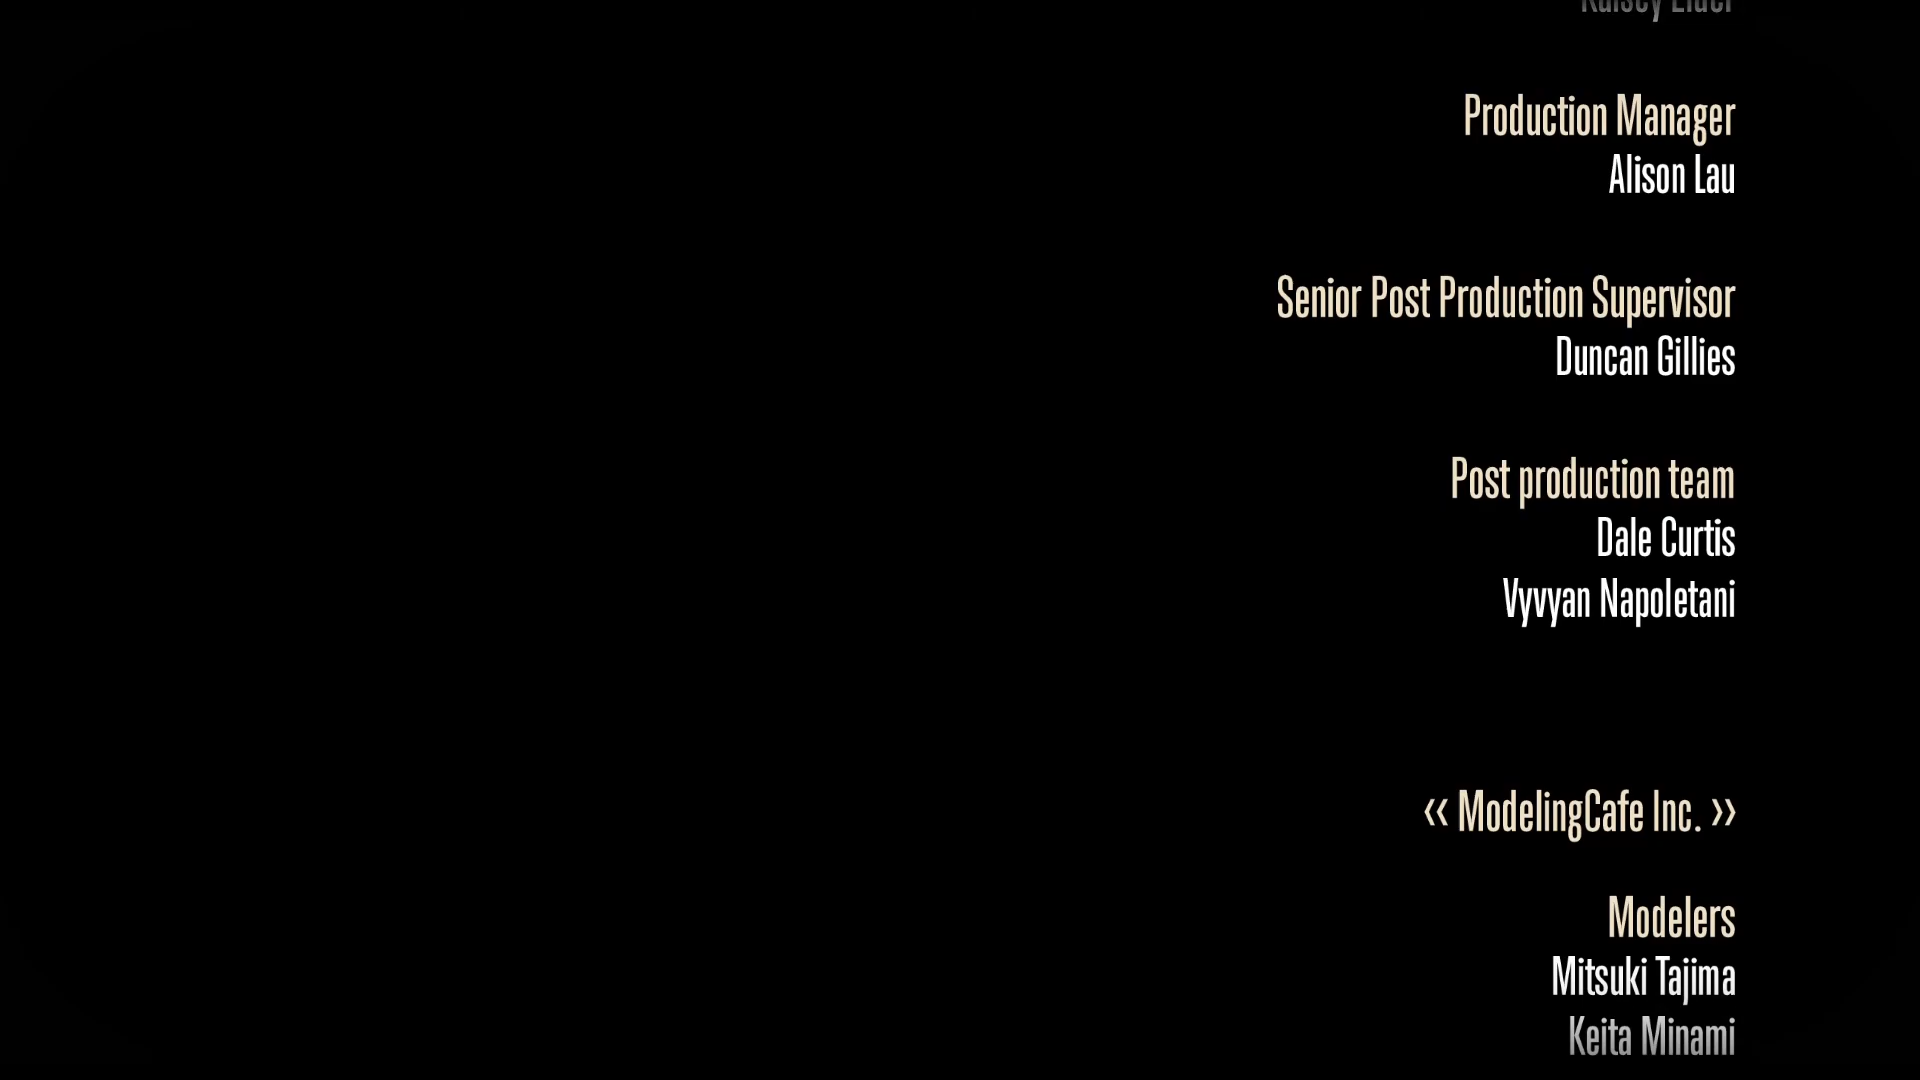 Production Manager
Alison Lau
Senior Post Production Supervisor
Duncan Gillies
Post production team
Dale Curtis
Vyvyan Napoletani
‹‹ ModelingCafe Inc. ››
Modelers
Mitsuki Tajima
Keita Minami